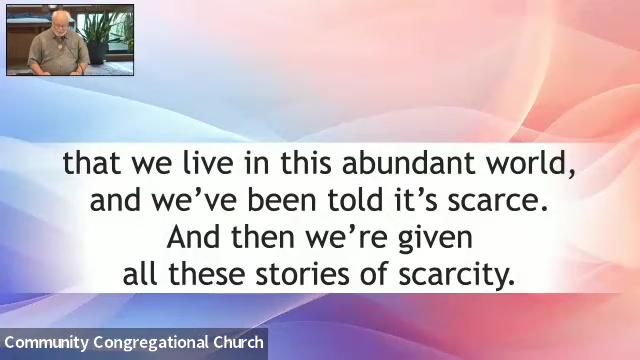 that we live in this abundant world,
and we’ve been told it’s scarce.
And then we’re given
all these stories of scarcity.
Community Congregational Church